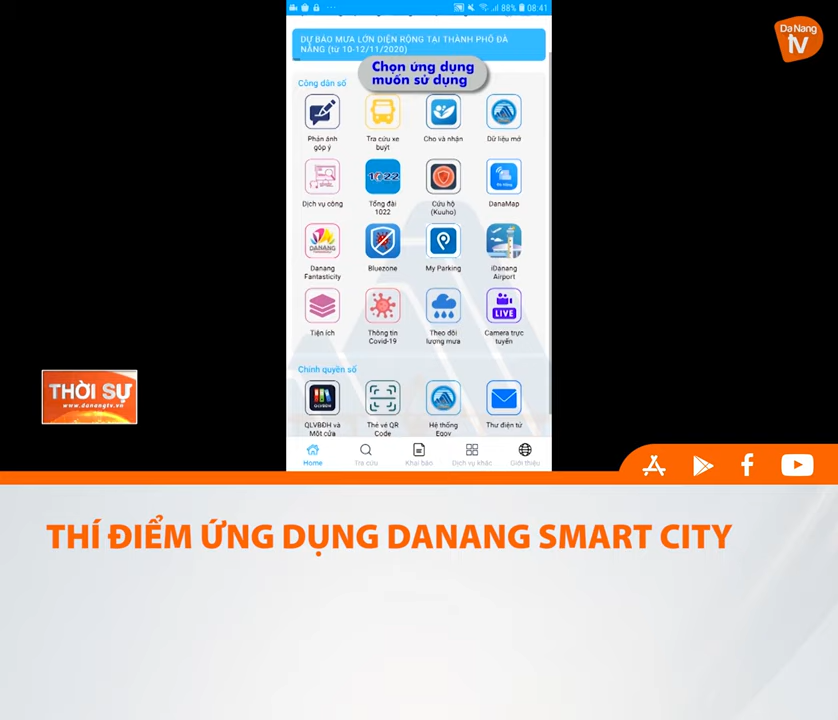 88% 08:41
DaNang
tv
DỰ BÁO MƯA LỚN DIỆN RỘNG TẠI THÀNH PHỐ ĐÀ
NẴNG (từ 10-12/11/2020)
Chọn ứng dụng
muốn sử dụng
Công dân số
Phản ánh
góp ý
Tra cứu xe
buýt
Cho và nhận
Dữ liệu mở
Dịch vụ công
1022
Tổng đài
1022
Cứu hộ
(Kuuho)
DanaMap
DANANG
Danang
Fantasticity
Bluezone
My Parking
iDanang
Airport
Tiện ích
Thông tin
Covid-19
Theo dõi
lượng mưa
LIVE
Camera trực
tuyến
Chính quyền số
QLVBĐH
QLVBĐH và
Một cửa
Thẻ vé QR
Code
Hệ thống
Egov
Thư điện tử
Home
Tra cứu
Khai báo
Dịch vụ khác
Giới thiệu
THỜI SỰ
www.danangtv.vn
THÍ ĐIỂM ỨNG DỤNG DANANG SMART CITY